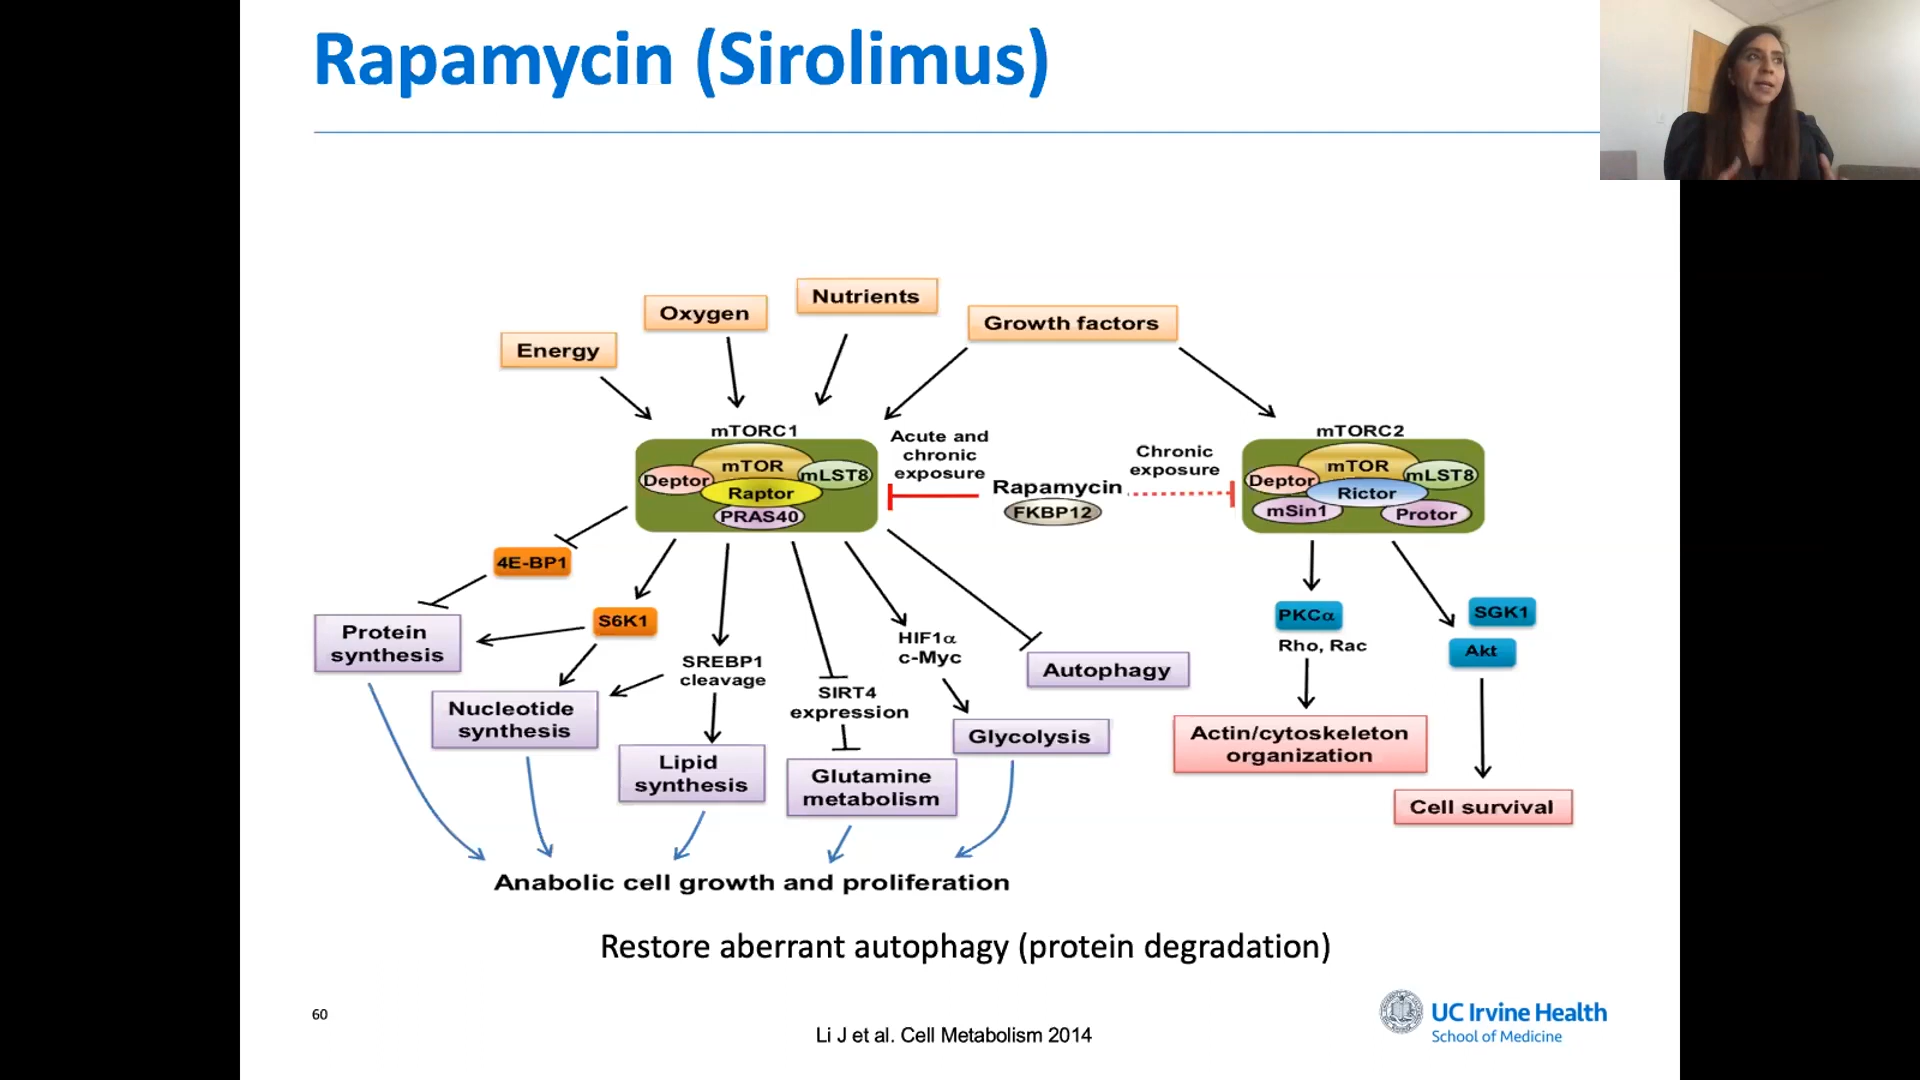 Rapamycin (Sirolimus)
Nutrients
Oxygen
Growth factors
Energy
mTORC1
mTOR
Deptor
mLST8
Raptor
PRAS40
Acute and
chronic
exposure
Rapamycin
FKBP12
Chronic
exposure
mTORC2
mTOR
Deptor
mLST8
Rictor
mSin1
Protor
4E-BP1
S6K1
Protein
synthesis
SREBP1
cleavage
Nucleotide
synthesis
Lipid
synthesis
SIRT4
expression
Glutamine
metabolism
HIF1α
c-Myc
Glycolysis
Autophagy
PKCα
Rho, Rac
Actin/cytoskeleton
organization
SGK1
Akt
Cell survival
Anabolic cell growth and proliferation
Restore aberrant autophagy (protein degradation)
60
Li J et al. Cell Metabolism 2014
UC Irvine Health
School of Medicine